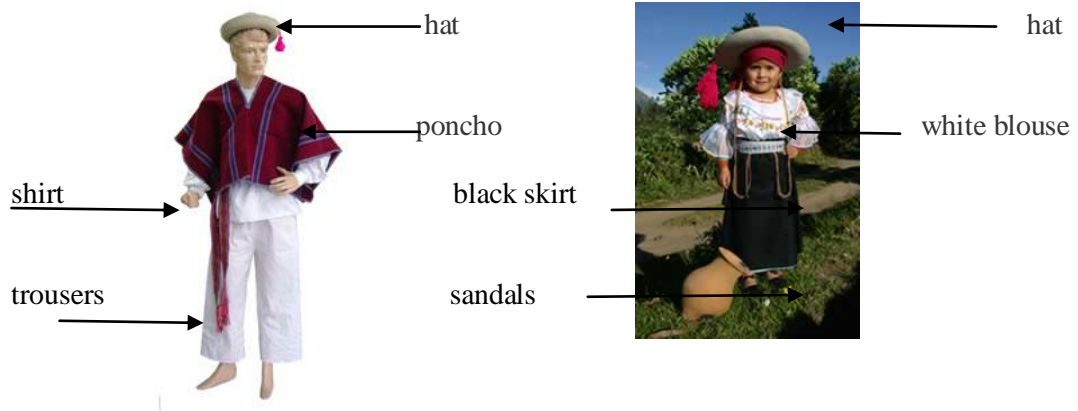 hat
hat
poncho
white blouse
shirt
black skirt
trousers
sandals